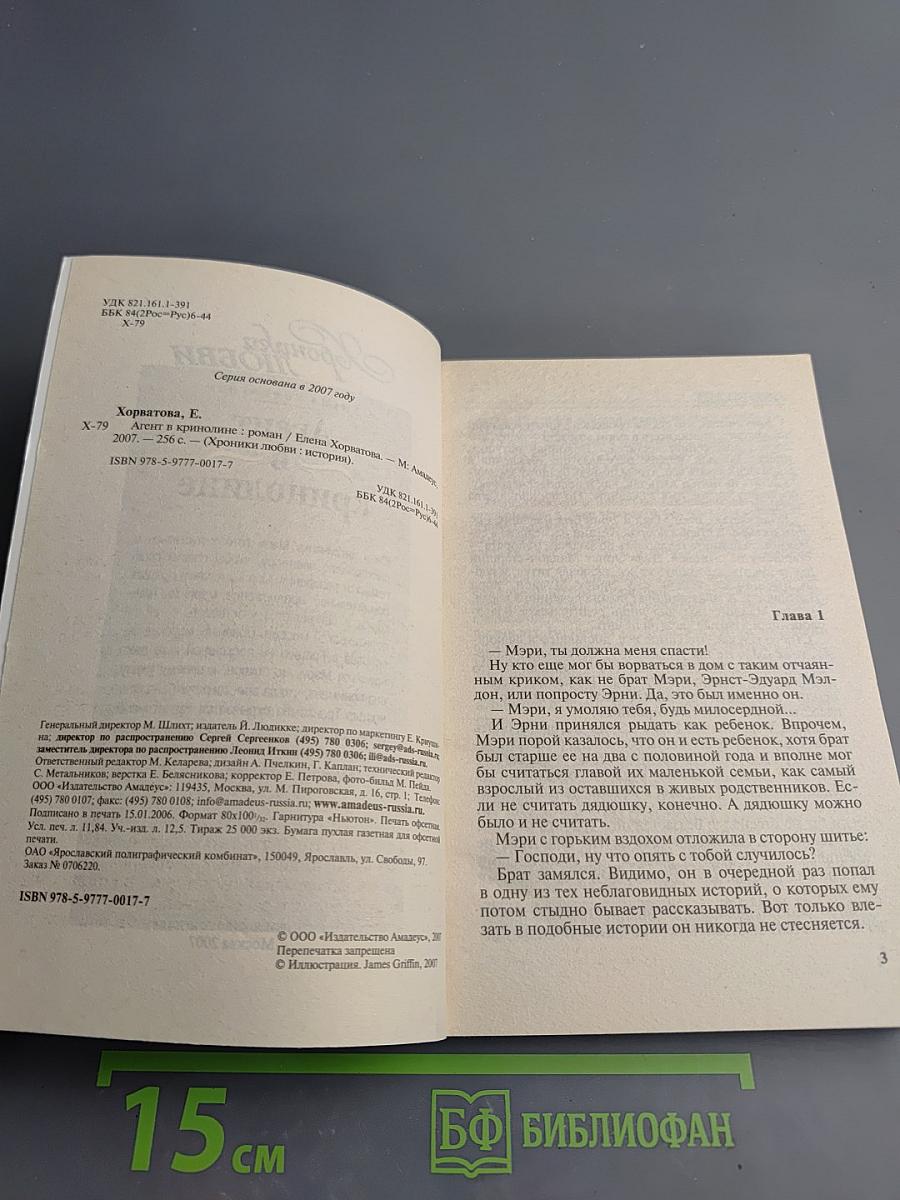 УДК 821.161.1-391
ББК 84(2Рос=Рус)6-44
Х-79
Серия основана в 2007 году
Хорватова, Е.
Х-79 Агент в кринолине : роман / Елена Хорватова. — М: Амадеус,
2007. — 256 с. — (Хроники любви : история).
ISBN 978-5-9777-0017-7
УДК 821.161.1-391
ББК 84(2Рос=Рус)6-44
Генеральный директор М. Шлихт; издатель Й. Людикке; директор по маркетингу Е. Криуши-
на; директор по распространению Сергей Сергеенков (495) 780 0306; sergey@ads-russia.ru
заместитель директора по распространению Леонид Иткин (495) 780 0306; ili@ads-russia.ru.
Ответственный редактор М. Келарева; дизайн А. Пчелкин, Г. Каплан; технический редактор
С. Метальников; верстка Е. Белясникова; корректор Е. Петрова, фото-бильд М. Пейда.
ООО «Издательство Амадеус»: 119435, Москва, ул. М. Пироговская, д. 16, стр. 1; Телефон
(495) 780 0107; факс: (495) 780 0108; info@amadeus-russia.ru; www.amadeus-russia.ru.
Подписано в печать 15.01.2006. Формат 80х100 1/32. Гарнитура «Ньютон». Печать офсетная.
Усл. печ. л. 11,84. Уч.-изд. л. 12,5. Тираж 25 000 экз. Бумага пухлая газетная для офсетной
печати.
ОАО «Ярославский полиграфический комбинат», 150049, Ярославль, ул. Свободы, 97.
Заказ № 0706220.
ISBN 978-5-9777-0017-7
© ООО «Издательство Амадеус», 2007
Перепечатка запрещена
© Иллюстрация. James Griffin, 2007
Глава 1
— Мэри, ты должна меня спасти!
Ну кто еще мог бы ворваться в дом с таким отчаян-
ным криком, как не брат Мэри, Эрнст-Эдуард Мэл-
дон, или попросту Эрни. Да, это был именно он.
— Мэри, я умоляю тебя, будь милосердной...
И Эрни принялся рыдать как ребенок. Впрочем,
Мэри порой казалось, что он и есть ребенок, хотя брат
был старше ее на два с половиной года и вполне мог
бы считаться главой их маленькой семьи, как самый
взрослый из оставшихся в живых родственников. Ес-
ли не считать дядюшку, конечно. А дядюшку можно
было и не считать.
Мэри с горьким вздохом отложила в сторону шитье:
— Господи, ну что опять с тобой случилось?
Брат замялся. Видимо, он в очередной раз попал
в одну из тех неблаговидных историй, о которых ему
потом стыдно бывает рассказывать. Вот только вле-
зать в подобные истории он никогда не стесняется.
3
15 см
БФ БИБЛИОФАН